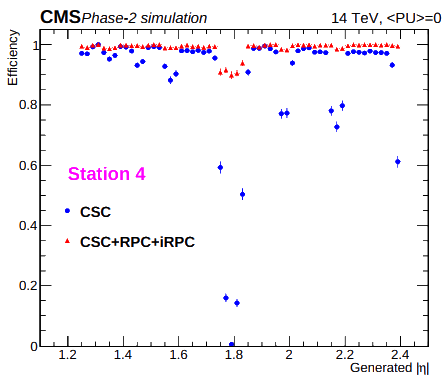 CMS Phase-2 simulation 14 TeV, <PU>=0
Efficiency
1
0.8
0.6
0.4
0.2
0
Station 4
CSC
CSC+RPC+iRPC
1.2 1.4 1.6 1.8 2 2.2 2.4
Generated |η|